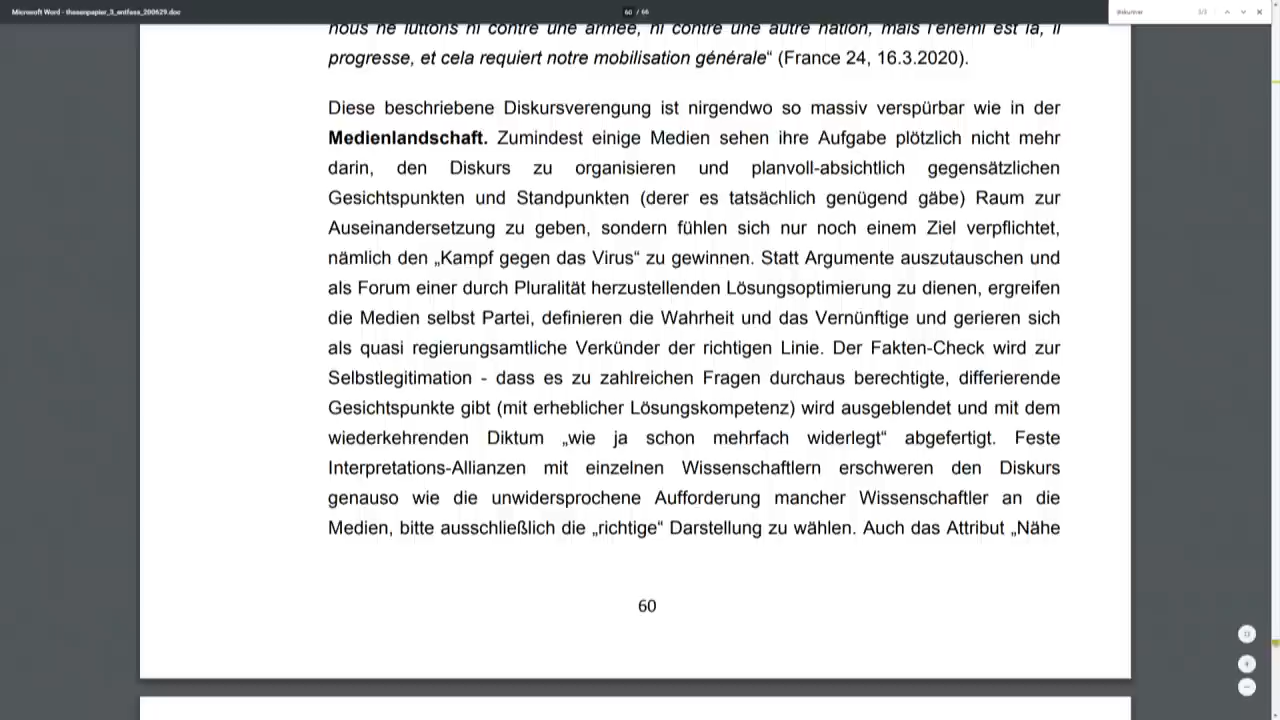 Microsoft Word - thesenpapier_3_endfass_200629.doc
60 / 66
3/3
nous ne luttons ni contre une armée, ni contre une autre nation, mais l'ennemi est là, il
progresse, et cela requiert notre mobilisation générale“ (France 24, 16.3.2020).
Diese beschriebene Diskursverengung ist nirgendwo so massiv verspürbar wie in der
Medienlandschaft. Zumindest einige Medien sehen ihre Aufgabe plötzlich nicht mehr
darin, den Diskurs zu organisieren und planvoll-absichtlich gegensätzlichen
Gesichtspunkten und Standpunkten (derer es tatsächlich genügend gäbe) Raum zur
Auseinandersetzung zu geben, sondern fühlen sich nur noch einem Ziel verpflichtet,
nämlich den „Kampf gegen das Virus“ zu gewinnen. Statt Argumente auszutauschen und
als Forum einer durch Pluralität herzustellenden Lösungsoptimierung zu dienen, ergreifen
die Medien selbst Partei, definieren die Wahrheit und das Vernünftige und gerieren sich
als quasi regierungsamtliche Verkünder der richtigen Linie. Der Fakten-Check wird zur
Selbstlegitimation - dass es zu zahlreichen Fragen durchaus berechtigte, differierende
Gesichtspunkte gibt (mit erheblicher Lösungskompetenz) wird ausgeblendet und mit dem
wiederkehrenden Diktum „wie ja schon mehrfach widerlegt“ abgefertigt. Feste
Interpretations-Allianzen mit einzelnen Wissenschaftlern erschweren den Diskurs
genauso wie die unwidersprochene Aufforderung mancher Wissenschaftler an die
Medien, bitte ausschließlich die „richtige“ Darstellung zu wählen. Auch das Attribut „Nähe
60